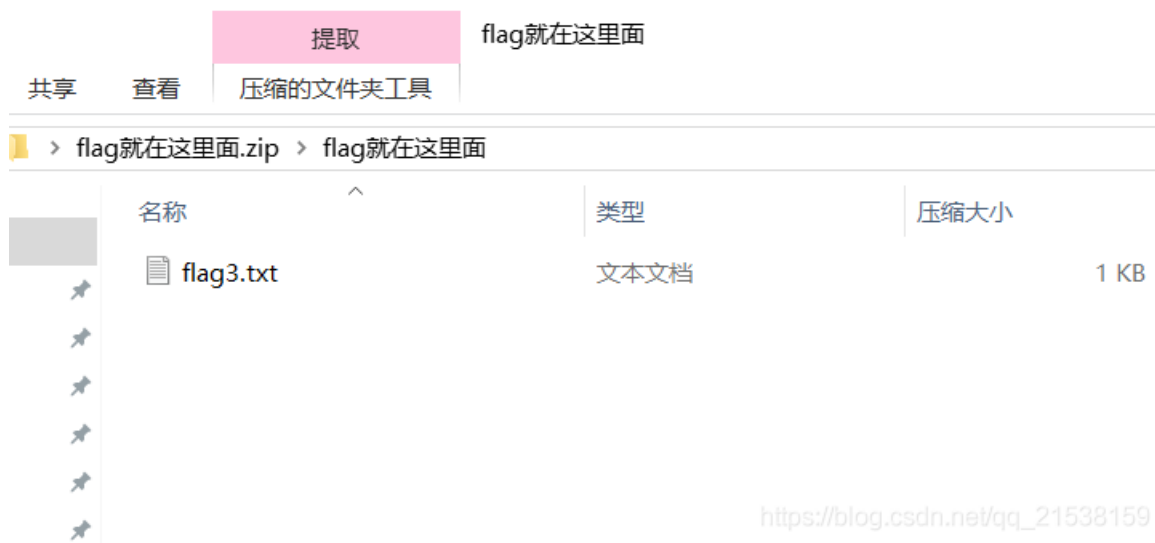 提取
flag就在这里面
共享 查看 压缩的文件夹工具
flag就在这里面.zip > flag就在这里面
名称 类型 压缩大小
flag3.txt 文本文档 1 KB
https://blog.csdn.net/qq_21538159